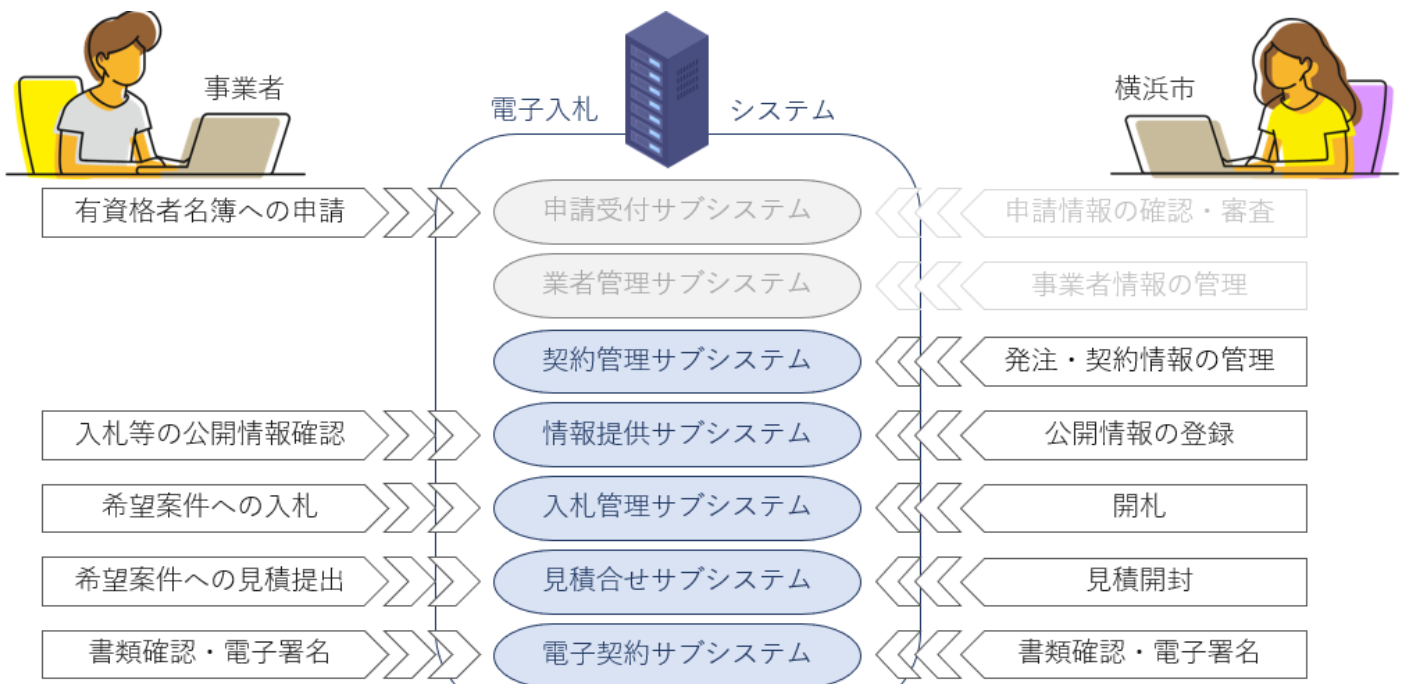 事業者
電子入札 システム
横浜市
有資格者名簿への申請 申請受付サブシステム 申請情報の確認・審査
業者管理サブシステム 事業者情報の管理
契約管理サブシステム 発注・契約情報の管理
入札等の公開情報確認 情報提供サブシステム 公開情報の登録
希望案件への入札 入札管理サブシステム 開札
希望案件への見積提出 見積合せサブシステム 見積開封
書類確認・電子署名 電子契約サブシステム 書類確認・電子署名